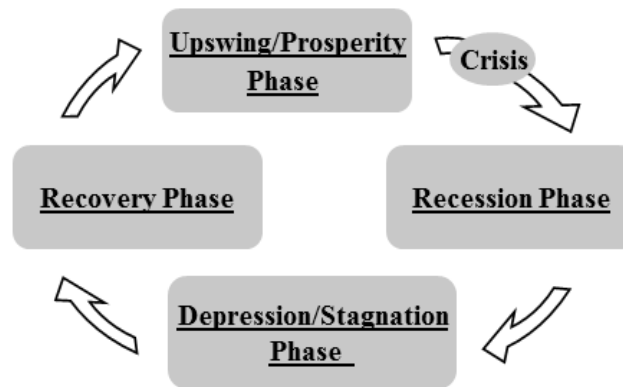 Upswing/Prosperity
Phase
Crisis
Recovery Phase
Recession Phase
Depression/Stagnation
Phase